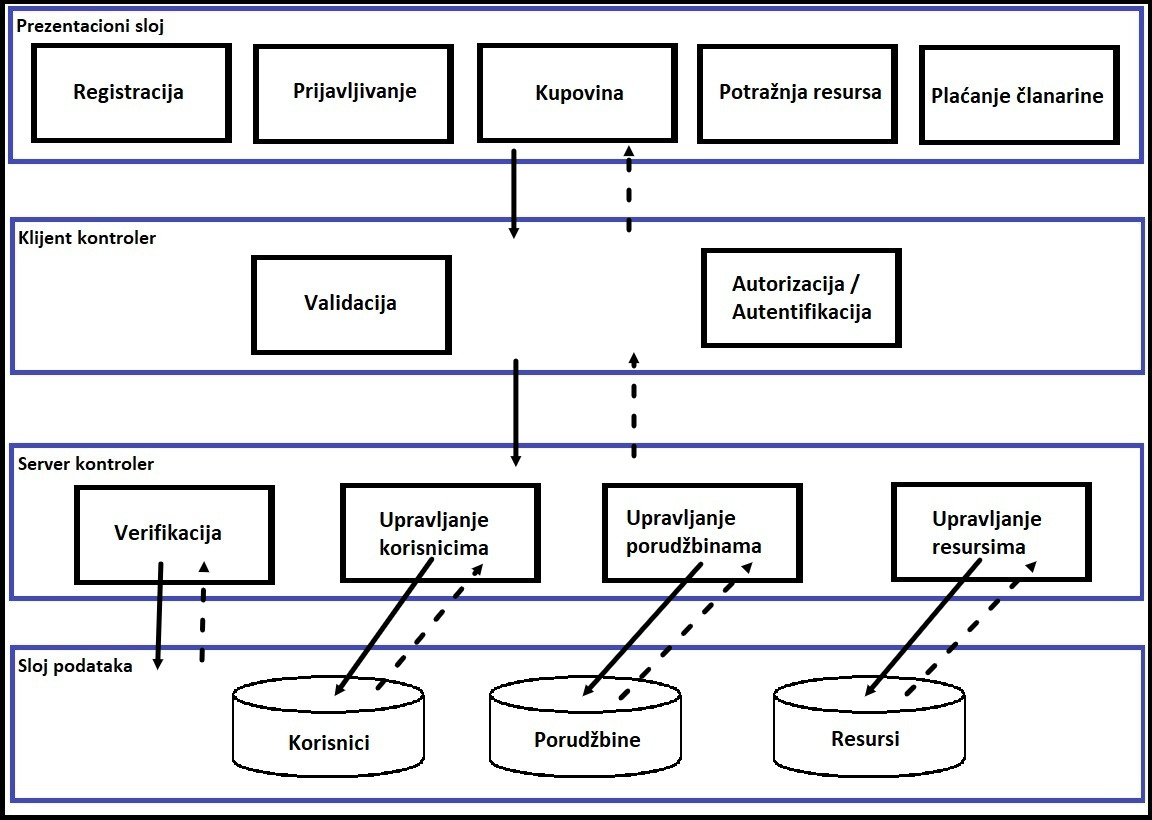 Prezentacioni sloj
Registracija
Prijavljivanje
Kupovina
Potražnja resursa
Plaćanje članarine
Klijent kontroler
Validacija
Autorizacija /
Autentifikacija
Server kontroler
Verifikacija
Upravljanje
korisnicima
Upravljanje
porudžbinama
Upravljanje
resursima
Sloj podataka
Korisnici
Porudžbine
Resursi